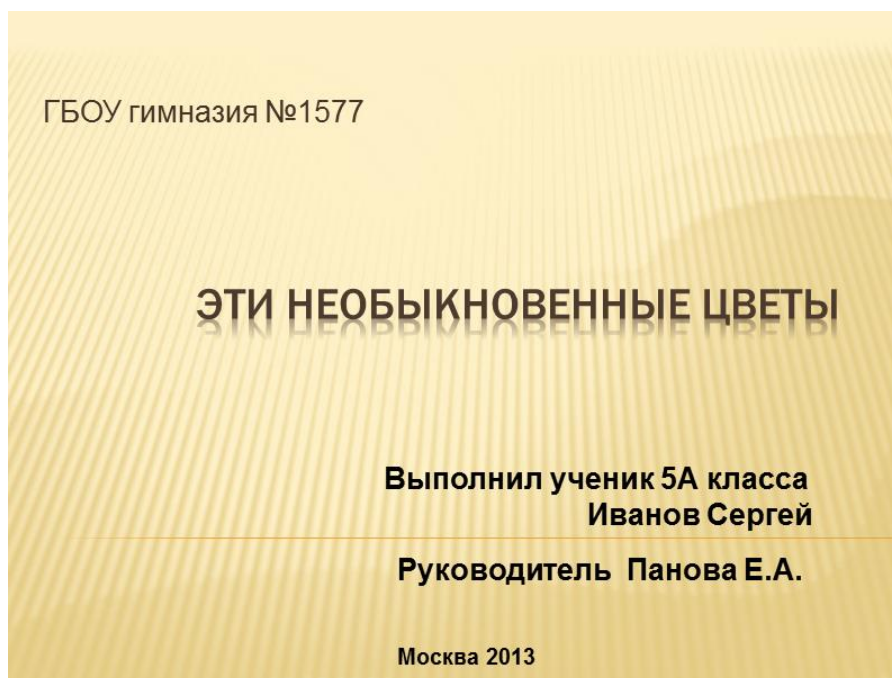 ГБОУ гимназия №1577
ЭТИ НЕОБЫКНОВЕННЫЕ ЦВЕТЫ
Выполнил ученик 5А класса
Иванов Сергей
Руководитель Панова Е.А.
Москва 2013